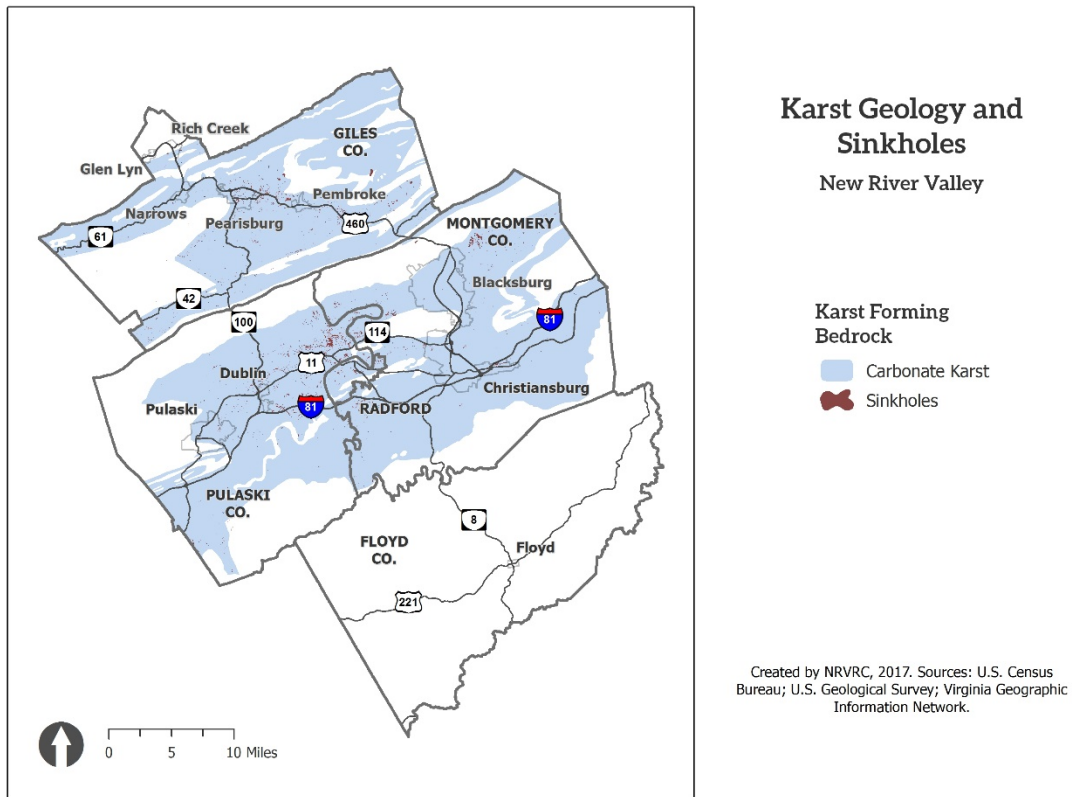 Karst Geology and
Sinkholes
New River Valley
Rich Creek
GILES
CO.
Glen Lyn
Pembroke
Narrows
Pearisburg
460
MONTGOMERY
CO.
61
Blacksburg
42
100
81
114
11
Dublin
Christiansburg
Pulaski
81
RADFORD
PULASKI
CO.
8
FLOYD
CO.
Floyd
221
Karst Forming
Bedrock
Carbonate Karst
Sinkholes
0 5 10 Miles
Created by NRVRC, 2017. Sources: U.S. Census
Bureau; U.S. Geological Survey; Virginia Geographic
Information Network.